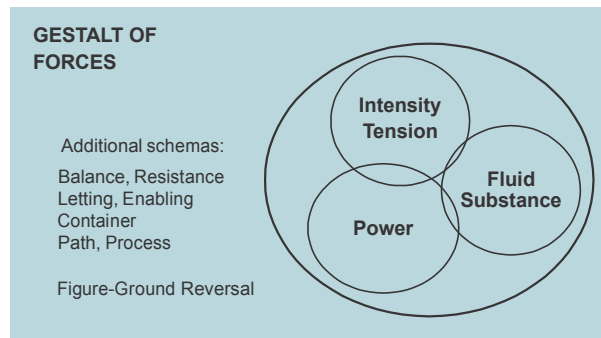 GESTALT OF
FORCES
Additional schemas:
Balance, Resistance
Letting, Enabling
Container
Path, Process
Figure-Ground Reversal
Intensity
Tension
Fluid
Substance
Power